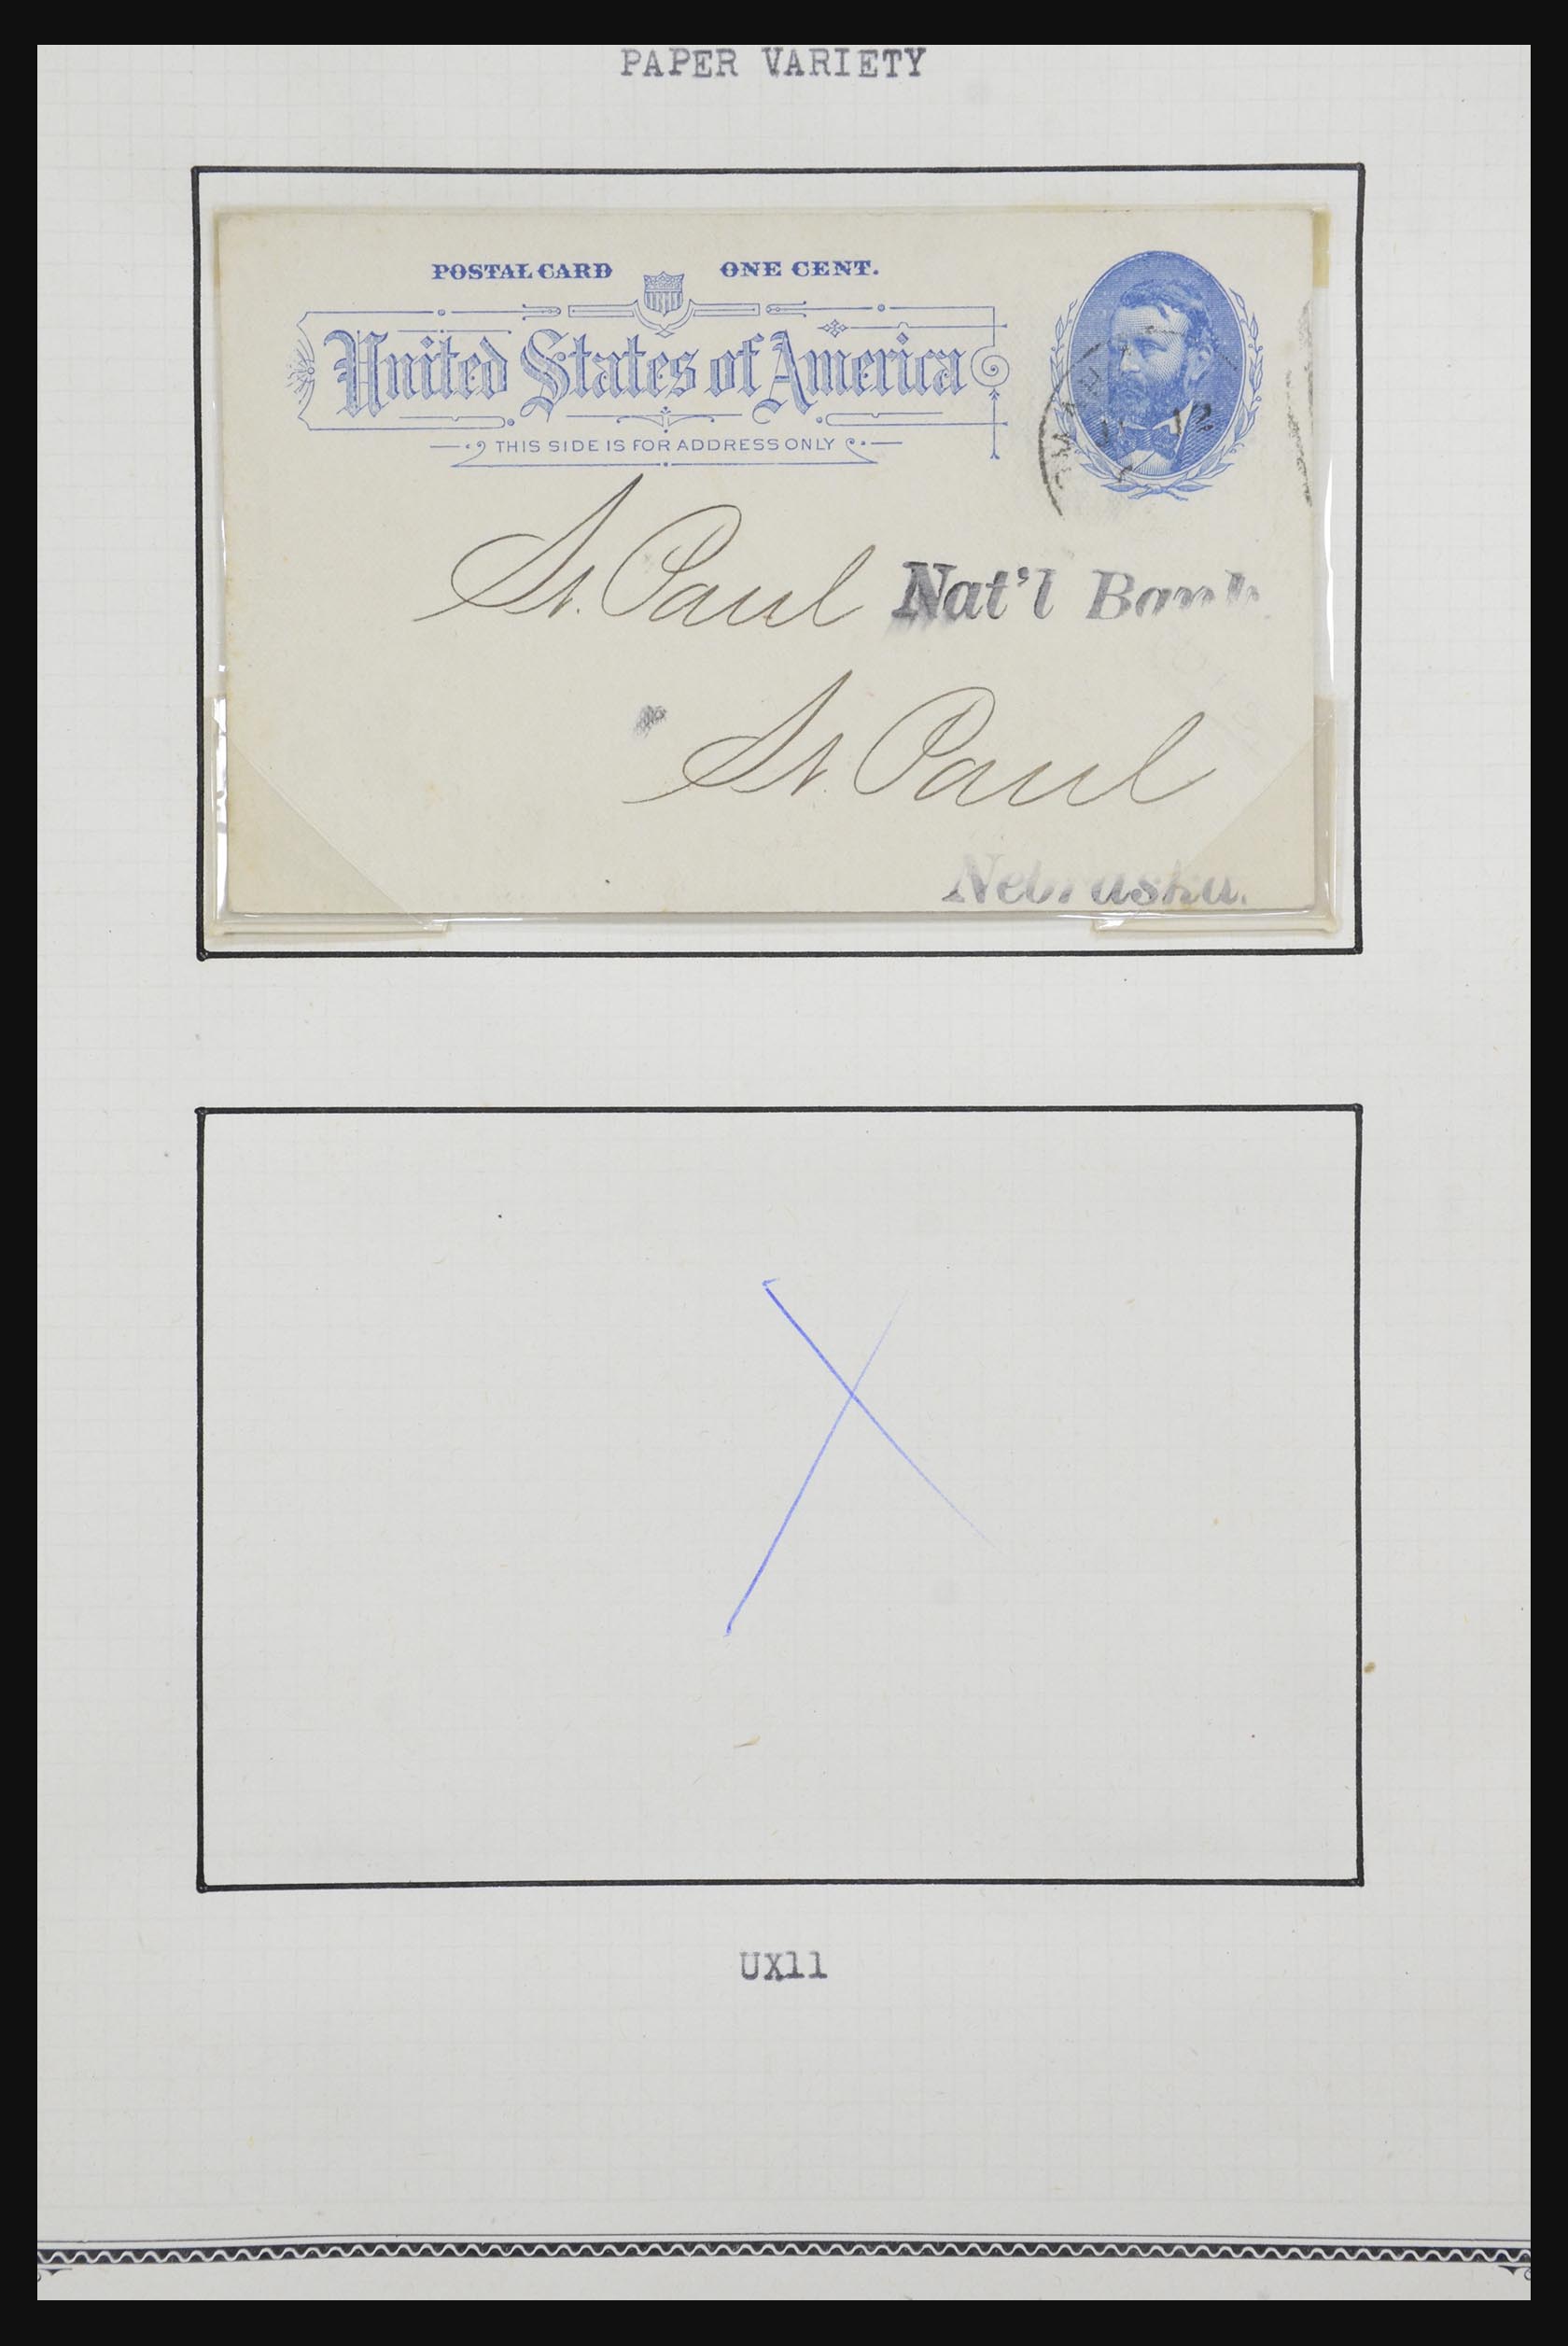 PAPER VARIETY
POSTAL CARD ONE CENT.
United States of America
THIS SIDE IS FOR ADDRESS ONLY
12
St. Paul Nat'l Bank
St. Paul
Nebraska.
UX11